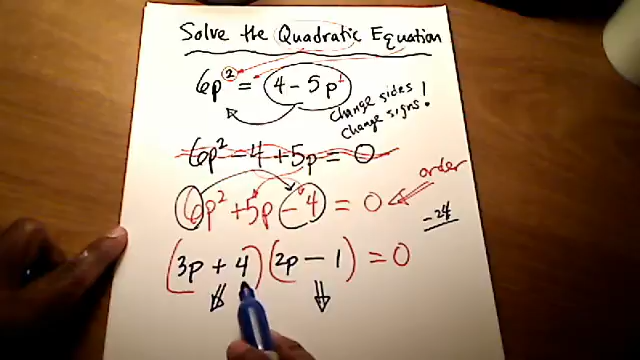 Solve the Quadratic Equation
6p² = 4 - 5p¹
change sides
change signs!
6p² - 4 + 5p = 0
order
6p² + 5p - 4 = 0
-24
(3p + 4)(2p - 1) = 0